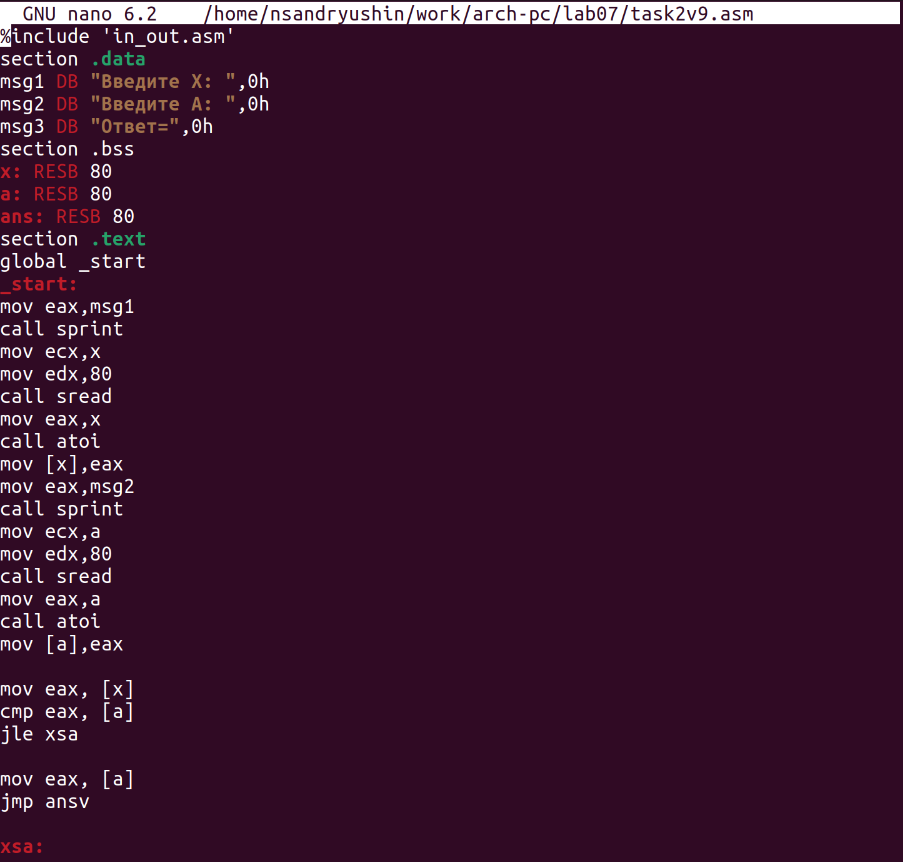 GNU nano 6.2 /home/nsandryushin/work/arch-pc/lab07/task2v9.asm
%include 'in_out.asm'
section .data
msg1 DB "Введите X: ",0h
msg2 DB "Введите A: ",0h
msg3 DB "Ответ=",0h
section .bss
x: RESB 80
a: RESB 80
ans: RESB 80
section .text
global _start
_start:
mov eax,msg1
call sprint
mov ecx,x
mov edx,80
call sread
mov eax,x
call atoi
mov [x],eax
mov eax,msg2
call sprint
mov ecx,a
mov edx,80
call sread
mov eax,a
call atoi
mov [a],eax
mov eax, [x]
cmp eax, [a]
jle xsa
mov eax, [a]
jmp ansv
xsa: